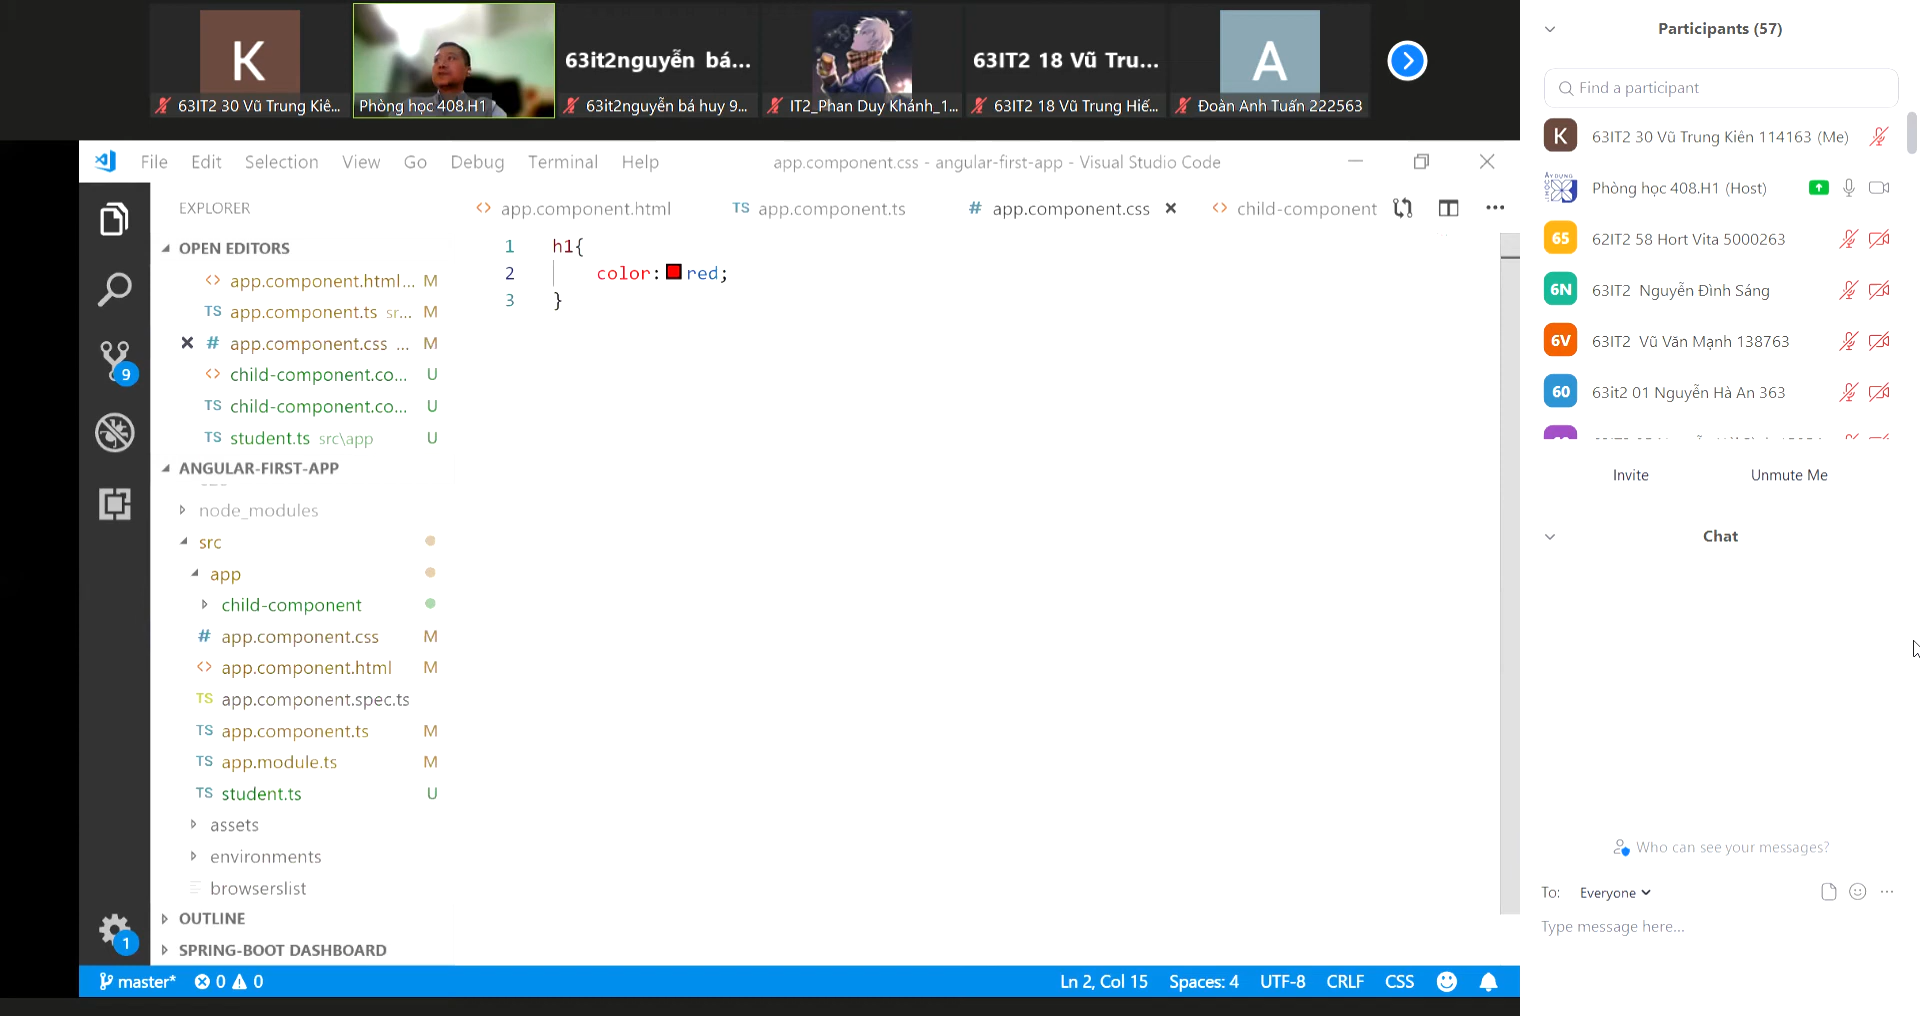 K
63IT2 30 Vũ Trung Kiê...
Phòng học 408.H1
63it2nguyễn bá...
63it2nguyễn bá huy 9...
IT2_Phan Duy Khánh_1...
63IT2 18 Vũ Tru...
63IT2 18 Vũ Trung Hiế...
A
Đoàn Anh Tuấn 222563
File Edit Selection View Go Debug Terminal Help
app.component.css - angular-first-app - Visual Studio Code
EXPLORER
OPEN EDITORS
app.component.html... M
TS app.component.ts sr... M
# app.component.css ... M
child-component.co... U
TS child-component.co... U
TS student.ts src\app U
ANGULAR-FIRST-APP
node_modules
src
app
child-component
# app.component.css M
<> app.component.html M
TS app.component.spec.ts
TS app.component.ts M
TS app.module.ts M
TS student.ts U
assets
environments
browserslist
OUTLINE
SPRING-BOOT DASHBOARD
9
1
<> app.component.html TS app.component.ts # app.component.css <> child-component
1 h1{
2 color: red;
3 }
master* 0 0 Ln 2, Col 15 Spaces: 4 UTF-8 CRLF CSS
Participants (57)
Find a participant
K 63IT2 30 Vũ Trung Kiên 114163 (Me)
Phòng học 408.H1 (Host)
65 62IT2 58 Hort Vita 5000263
6N 63IT2 Nguyễn Đình Sáng
6V 63IT2 Vũ Văn Mạnh 138763
60 63it2 01 Nguyễn Hà An 363
Invite Unmute Me
Chat
Who can see your messages?
To: Everyone
Type message here...